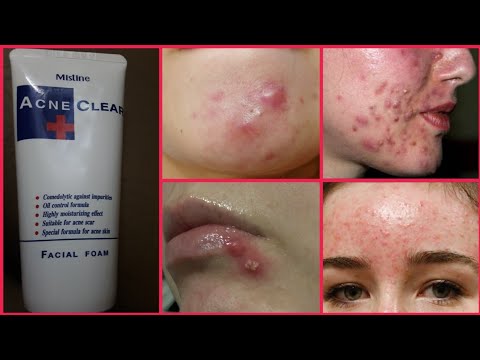 Mistine
ACNE CLEAR
• Comedolytic against impurities
• Oil control formula
• Highly moisturizing effect
• Suitable for acne scar
• Special formula for acne skin
FACIAL FOAM